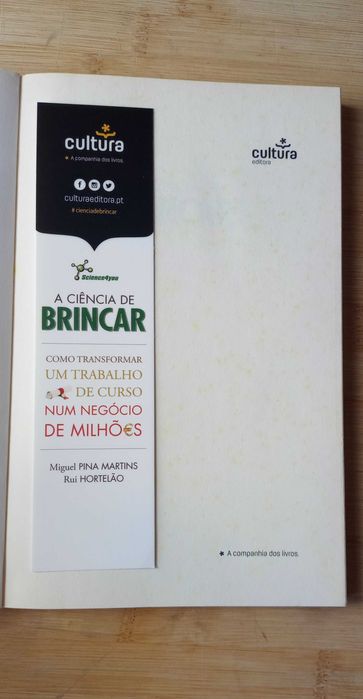 cultura
* A companhia dos livros.
culturaeditora.pt
#cienciadebrincar
Science4you
A CIÊNCIA DE
BRINCAR
COMO TRANSFORMAR
UM TRABALHO
DE CURSO
NUM NEGÓCIO
DE MILHÕ€S
Miguel PINA MARTINS
Rui HORTELÃO
cultura
editora
* A companhia dos livros.